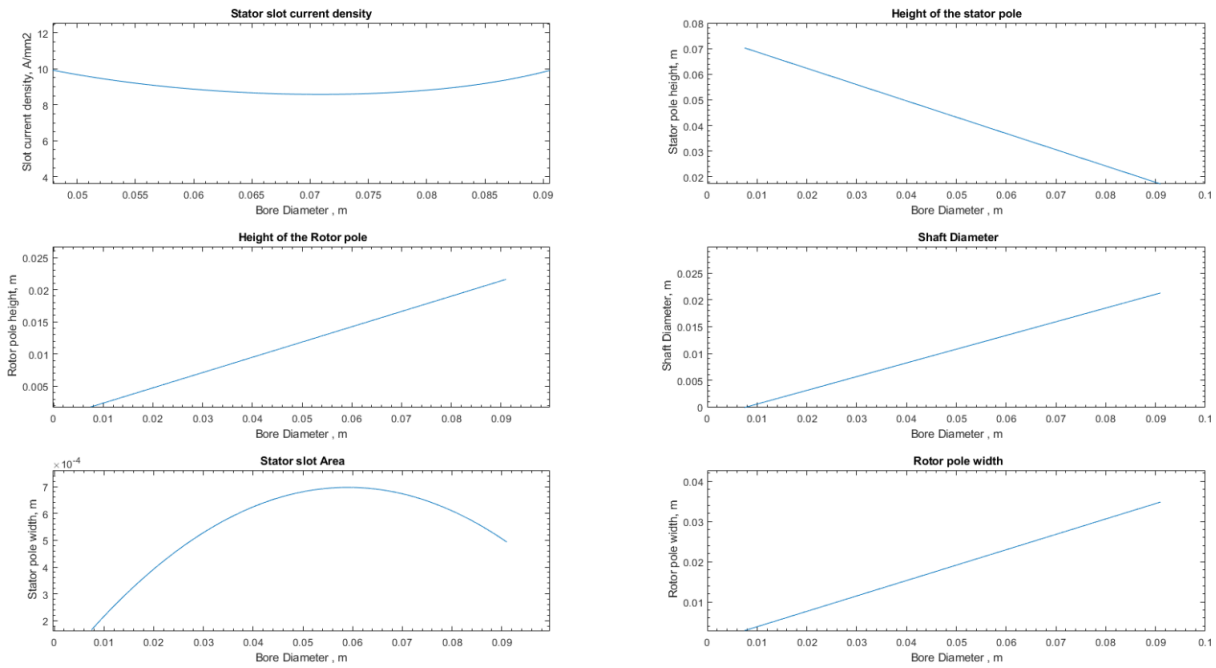 Stator slot current density
Slot current density, A/mm2
12
10
8
6
4
0.05 0.055 0.06 0.065 0.07 0.075 0.08 0.085 0.09
Bore Diameter , m
Height of the stator pole
Stator pole height, m
0.08
0.07
0.06
0.05
0.04
0.03
0.02
0 0.01 0.02 0.03 0.04 0.05 0.06 0.07 0.08 0.09 0.1
Bore Diameter , m
Height of the Rotor pole
Rotor pole height, m
0.025
0.02
0.015
0.01
0.005
0 0.01 0.02 0.03 0.04 0.05 0.06 0.07 0.08 0.09
Bore Diameter , m
Shaft Diameter
Shaft Diameter, m
0.025
0.02
0.015
0.01
0.005
0
0 0.01 0.02 0.03 0.04 0.05 0.06 0.07 0.08 0.09 0.1
Bore Diameter , m
Stator slot Area
×10-4
Stator pole width, m
7
6
5
4
3
2
0 0.01 0.02 0.03 0.04 0.05 0.06 0.07 0.08 0.09
Bore Diameter , m
Rotor pole width
Rotor pole width, m
0.04
0.03
0.02
0.01
0 0.01 0.02 0.03 0.04 0.05 0.06 0.07 0.08 0.09 0.1
Bore Diameter , m